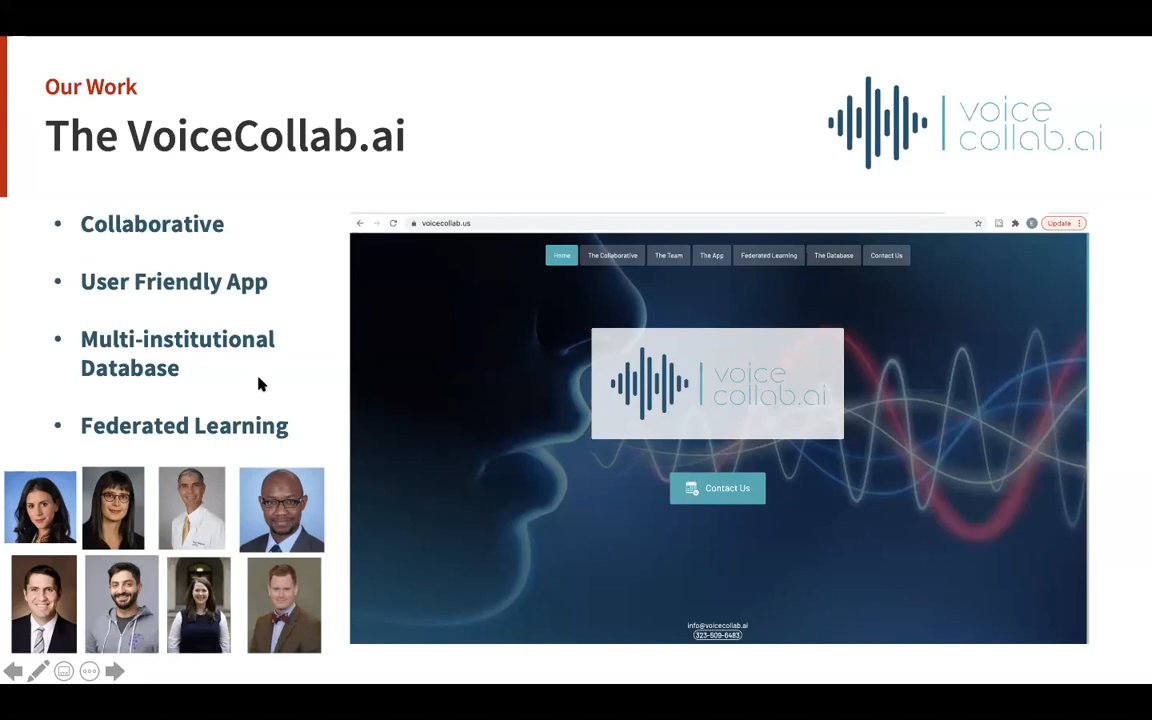 Our Work
The VoiceCollab.ai
voice
collab.ai
• Collaborative
• User Friendly App
• Multi-institutional
Database
• Federated Learning
voicecollab.us
Update
Home The Collaborative The Team The App Federated Learning The Database Contact Us
voice
collab.ai
Contact Us
info@voicecollab.ai
323-509-6483